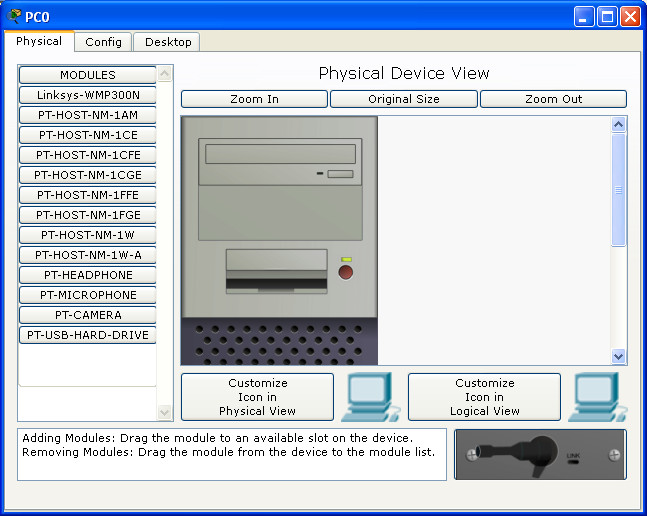 PC0
Physical
Config
Desktop
MODULES
Linksys-WMP300N
PT-HOST-NM-1AM
PT-HOST-NM-1CE
PT-HOST-NM-1CFE
PT-HOST-NM-1CGE
PT-HOST-NM-1FFE
PT-HOST-NM-1FGE
PT-HOST-NM-1W
PT-HOST-NM-1W-A
PT-HEADPHONE
PT-MICROPHONE
PT-CAMERA
PT-USB-HARD-DRIVE
Physical Device View
Zoom In
Original Size
Zoom Out
Customize
Icon in
Physical View
Customize
Icon in
Logical View
Adding Modules: Drag the module to an available slot on the device.
Removing Modules: Drag the module from the device to the module list.
LINK